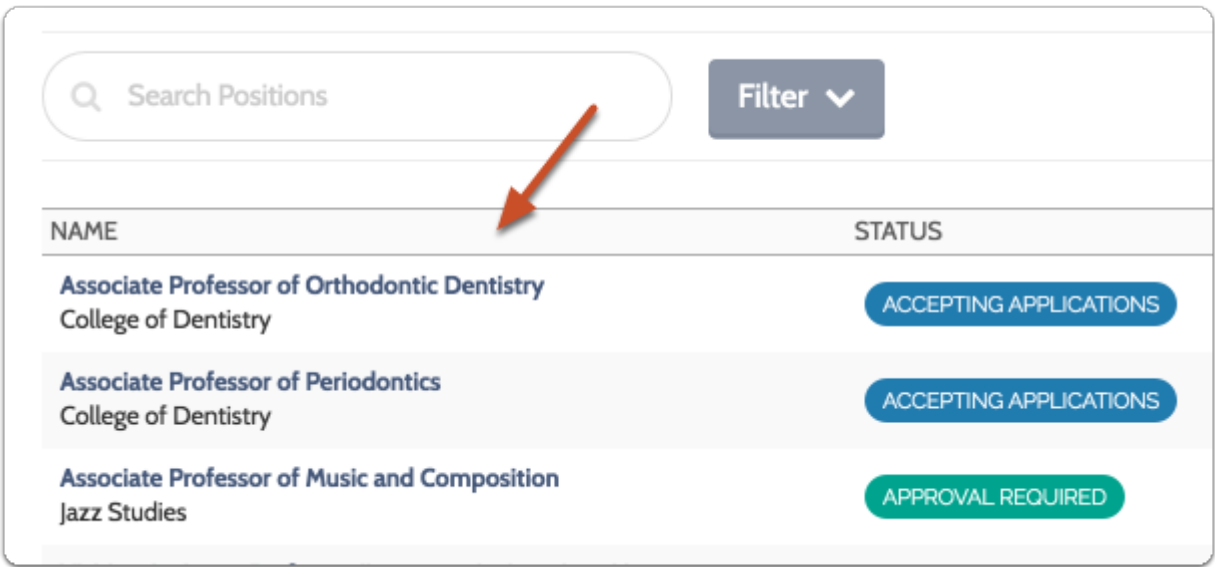 Search Positions
Filter
NAME STATUS
Associate Professor of Orthodontic Dentistry
College of Dentistry
ACCEPTING APPLICATIONS
Associate Professor of Periodontics
College of Dentistry
ACCEPTING APPLICATIONS
Associate Professor of Music and Composition
Jazz Studies
APPROVAL REQUIRED